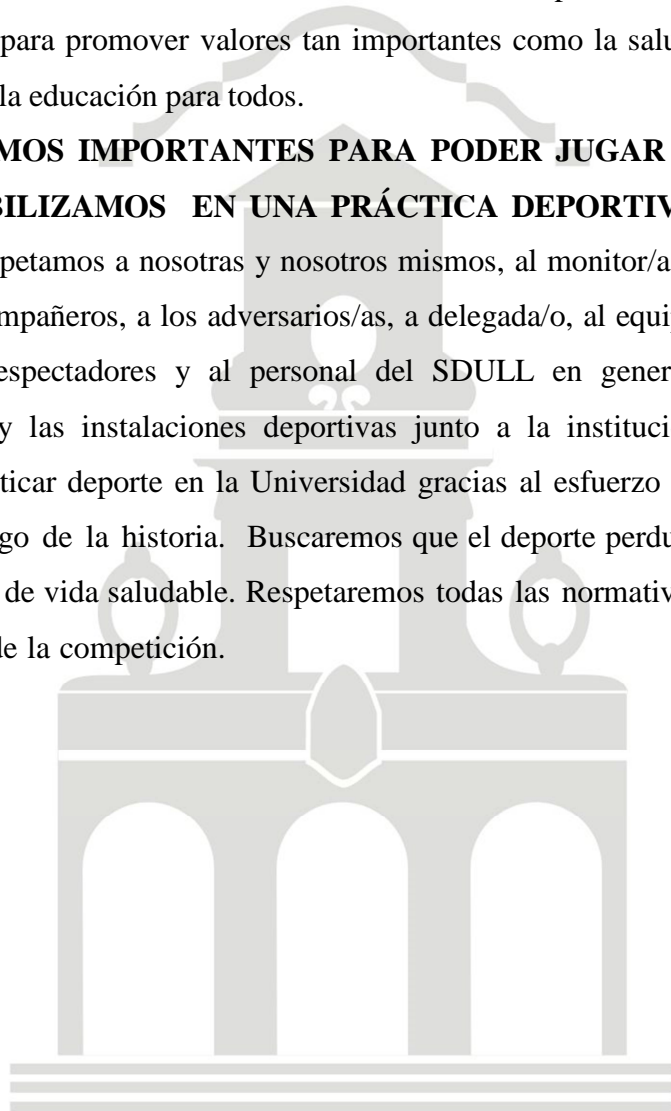 para promover valores tan importantes como la salu
la educación para todos.
MOS IMPORTANTES PARA PODER JUGAR
BILIZAMOS EN UNA PRÁCTICA DEPORTIV
petamos a nosotras y nosotros mismos, al monitor/a
mpañeros, a los adversarios/as, a delegada/o, al equi
espectadores y al personal del SDULL en gener
y las instalaciones deportivas junto a la instituci
ticar deporte en la Universidad gracias al esfuerzo
go de la historia. Buscaremos que el deporte perdu
de vida saludable. Respetaremos todas las normativ
de la competición.